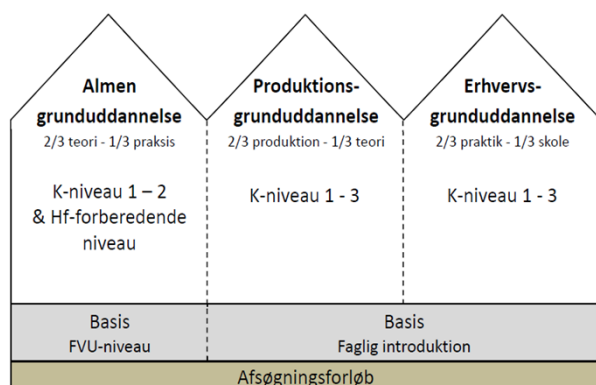 Almen
grunduddannelse
2/3 teori - 1/3 praksis
K-niveau 1 – 2
& Hf-forberedende
niveau
Produktions-
grunduddannelse
2/3 produktion - 1/3 teori
K-niveau 1 - 3
Erhvervs-
grunduddannelse
2/3 praktik - 1/3 skole
K-niveau 1 - 3
Basis
FVU-niveau
Basis
Faglig introduktion
Afsøgningsforløb